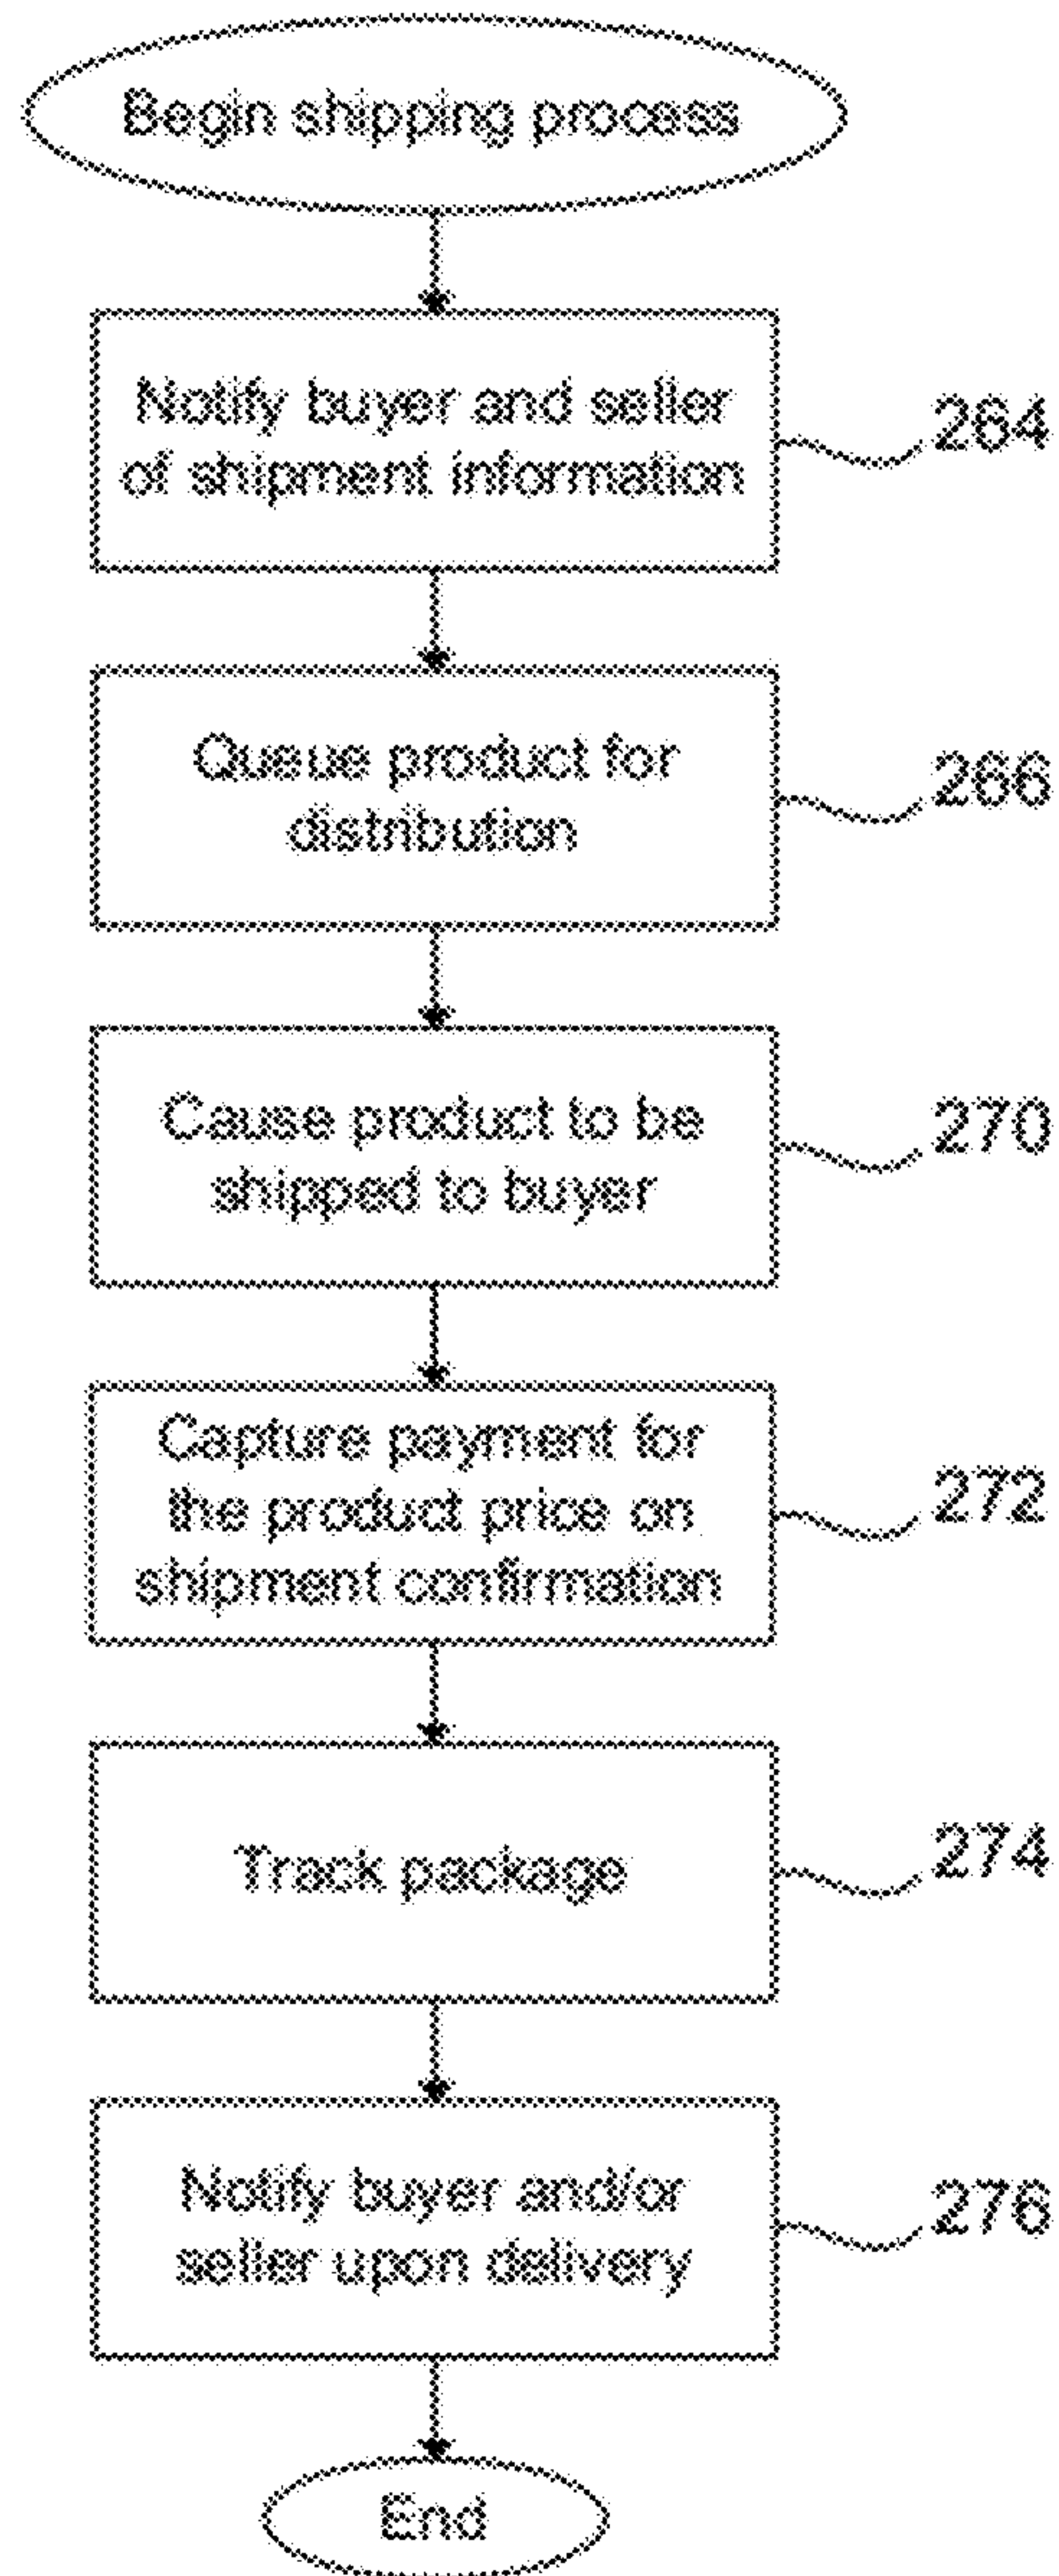 Begin shipping process
Notify buyer and seller
of shipment information
264
Queue product for
distribution
266
Cause product to be
shipped to buyer
270
Capture payment for
the product price on
shipment confirmation
272
Track package
274
Notify buyer and/or
seller upon delivery
276
End